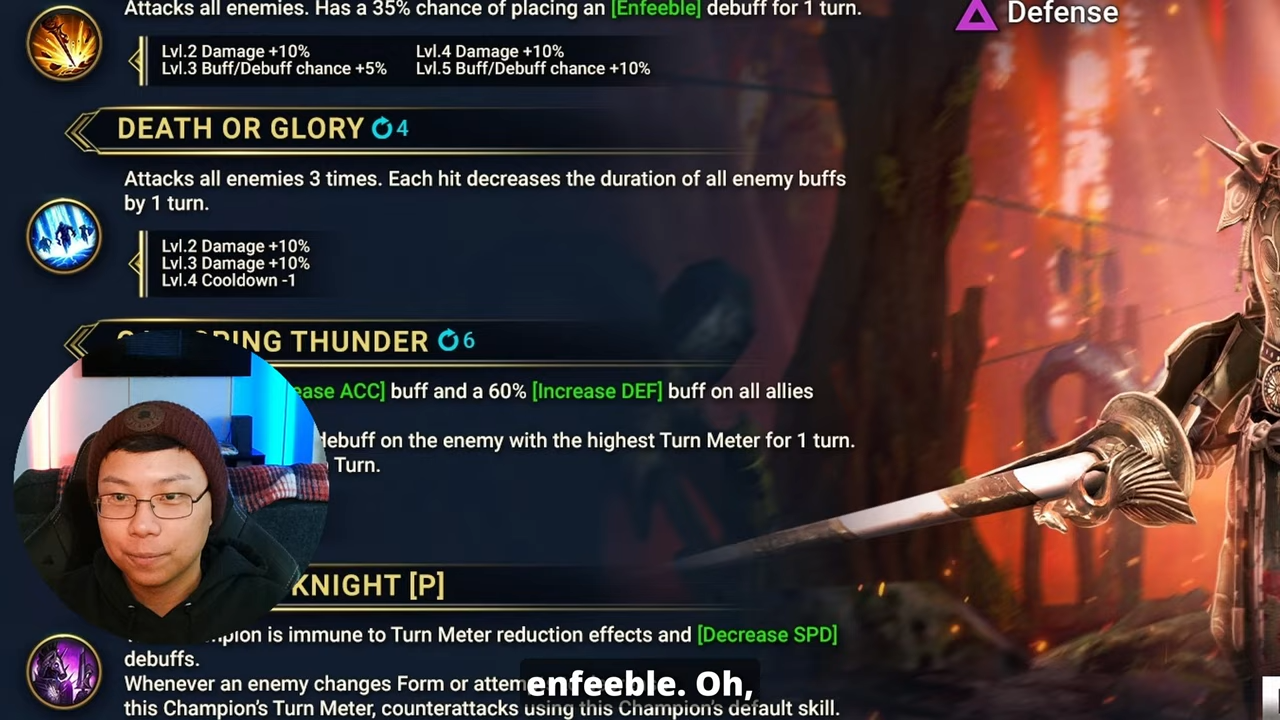 Attacks all enemies. Has a 35% chance of placing an [Enfeeble] debuff for 1 turn.
Defense
Lvl.2 Damage +10%
Lvl.3 Buff/Debuff chance +5%
Lvl.4 Damage +10%
Lvl.5 Buff/Debuff chance +10%
DEATH OR GLORY 4
Attacks all enemies 3 times. Each hit decreases the duration of all enemy buffs
by 1 turn.
Lvl.2 Damage +10%
Lvl.3 Damage +10%
Lvl.4 Cooldown -1
THUNDER 6
ACC] buff and a 60% [Increase DEF] buff on all allies
debuff on the enemy with the highest Turn Meter for 1 turn.
Turn.
KNIGHT [P]
is immune to Turn Meter reduction effects and [Decrease SPD]
debuffs.
Whenever an enemy changes Form or
this Champion's Turn Meter, counterattacks using this Champion's default skill.
enfeeble. Oh,